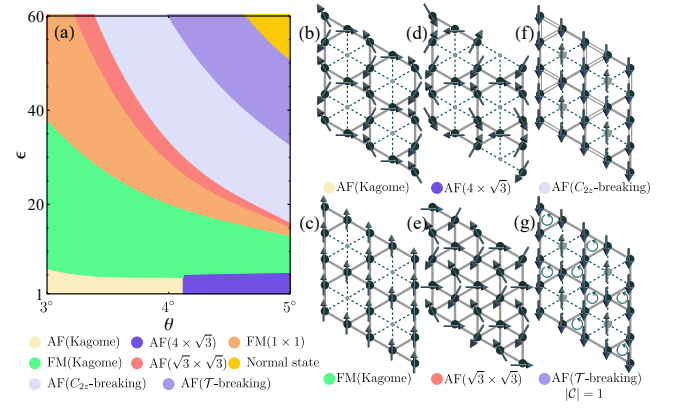 60
(a)
(b)
(d)
(f)
40
ϵ
20
1
3°
4°
5°
θ
AF(Kagome)
AF(4 × √3)
AF(C₂z-breaking)
(c)
(e)
(g)
AF(Kagome) AF(4 × √3) FM(1 × 1)
FM(Kagome) AF(√3 × √3) Normal state
AF(C₂z-breaking) AF(𝒯-breaking)
FM(Kagome)
AF(√3 × √3)
AF(𝒯-breaking)
|𝒞| = 1